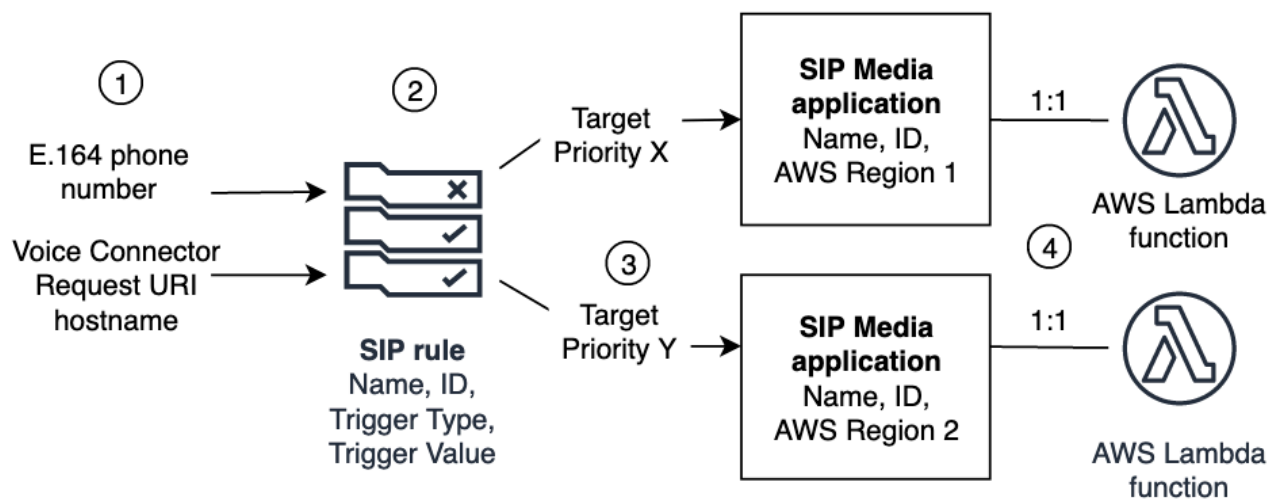 1
E.164 phone
number
Voice Connector
Request URI
hostname
2
SIP rule
Name, ID,
Trigger Type,
Trigger Value
Target
Priority X
3
Target
Priority Y
SIP Media
application
Name, ID,
AWS Region 1
SIP Media
application
Name, ID,
AWS Region 2
1:1
AWS Lambda
function
4
1:1
AWS Lambda
function